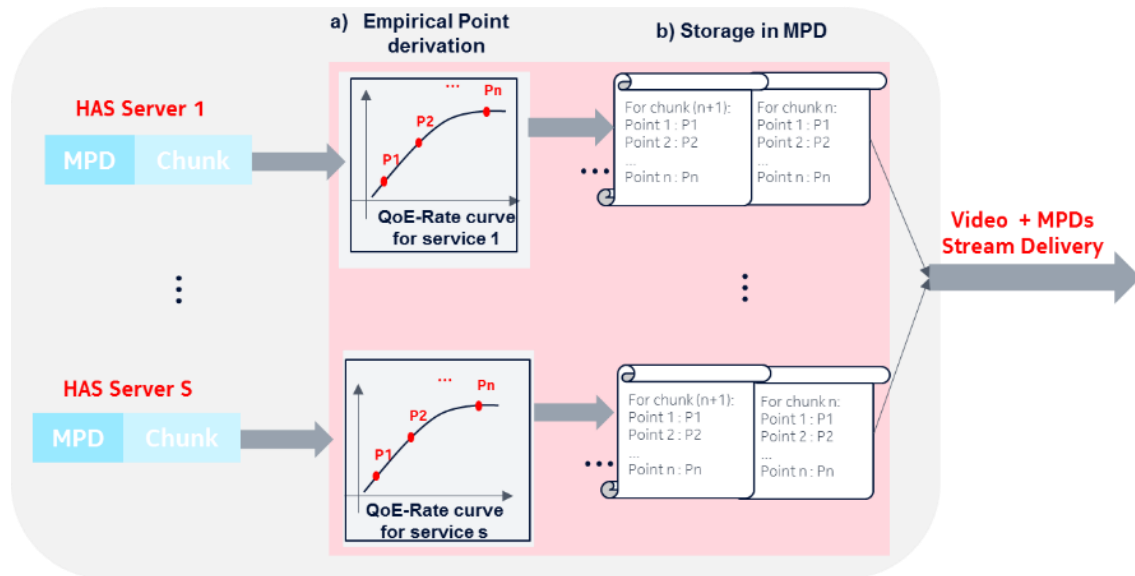 a) Empirical Point
derivation
b) Storage in MPD
HAS Server 1
MPD Chunk
... Pn
P2
P1
QoE-Rate curve
for service 1
For chunk (n+1):
Point 1 : P1
Point 2 : P2
...
Point n : Pn
For chunk n:
Point 1 : P1
Point 2 : P2
...
Point n : Pn
...
Video + MPDs
Stream Delivery
HAS Server S
MPD Chunk
... Pn
P2
P1
QoE-Rate curve
for service s
For chunk (n+1):
Point 1 : P1
Point 2 : P2
...
Point n : Pn
For chunk n:
Point 1 : P1
Point 2 : P2
...
Point n : Pn
...